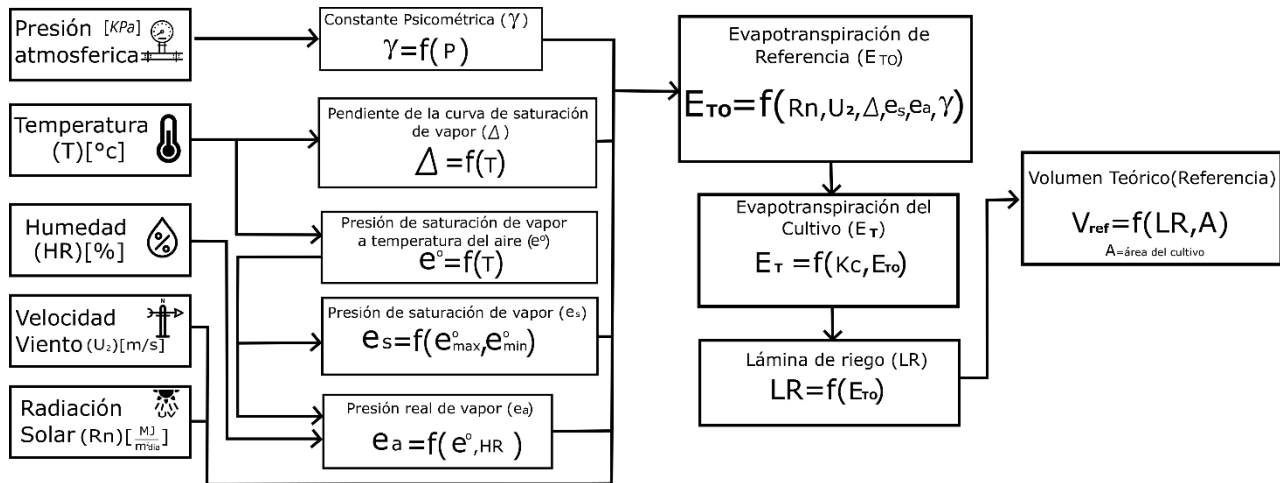 Presión [KPa]
atmosferica
Temperatura
(T)[°c]
Humedad
(HR)[%]
%
Velocidad
Viento (U₂)[m/s]
N
Radiación
Solar (Rn)[MJ/m²dia]
UV
Constante Psicométrica (γ)
γ=f(P)
Pendiente de la curva de saturación
de vapor (Δ)
Δ=f(T)
Presión de saturación de vapor
a temperatura del aire (e°)
e°=f(T)
Presión de saturación de vapor (es)
es=f(e°max,e°min)
Presión real de vapor (ea)
ea=f(e°,HR)
Evapotranspiración de
Referencia (ETO)
ETO=f(Rn,U₂,Δ,es,ea,γ)
Evapotranspiración del
Cultivo (ET)
ET =f(Kc,ETO)
Lámina de riego (LR)
LR=f(ETO)
Volumen Teórico(Referencia)
Vref=f(LR,A)
A=área del cultivo